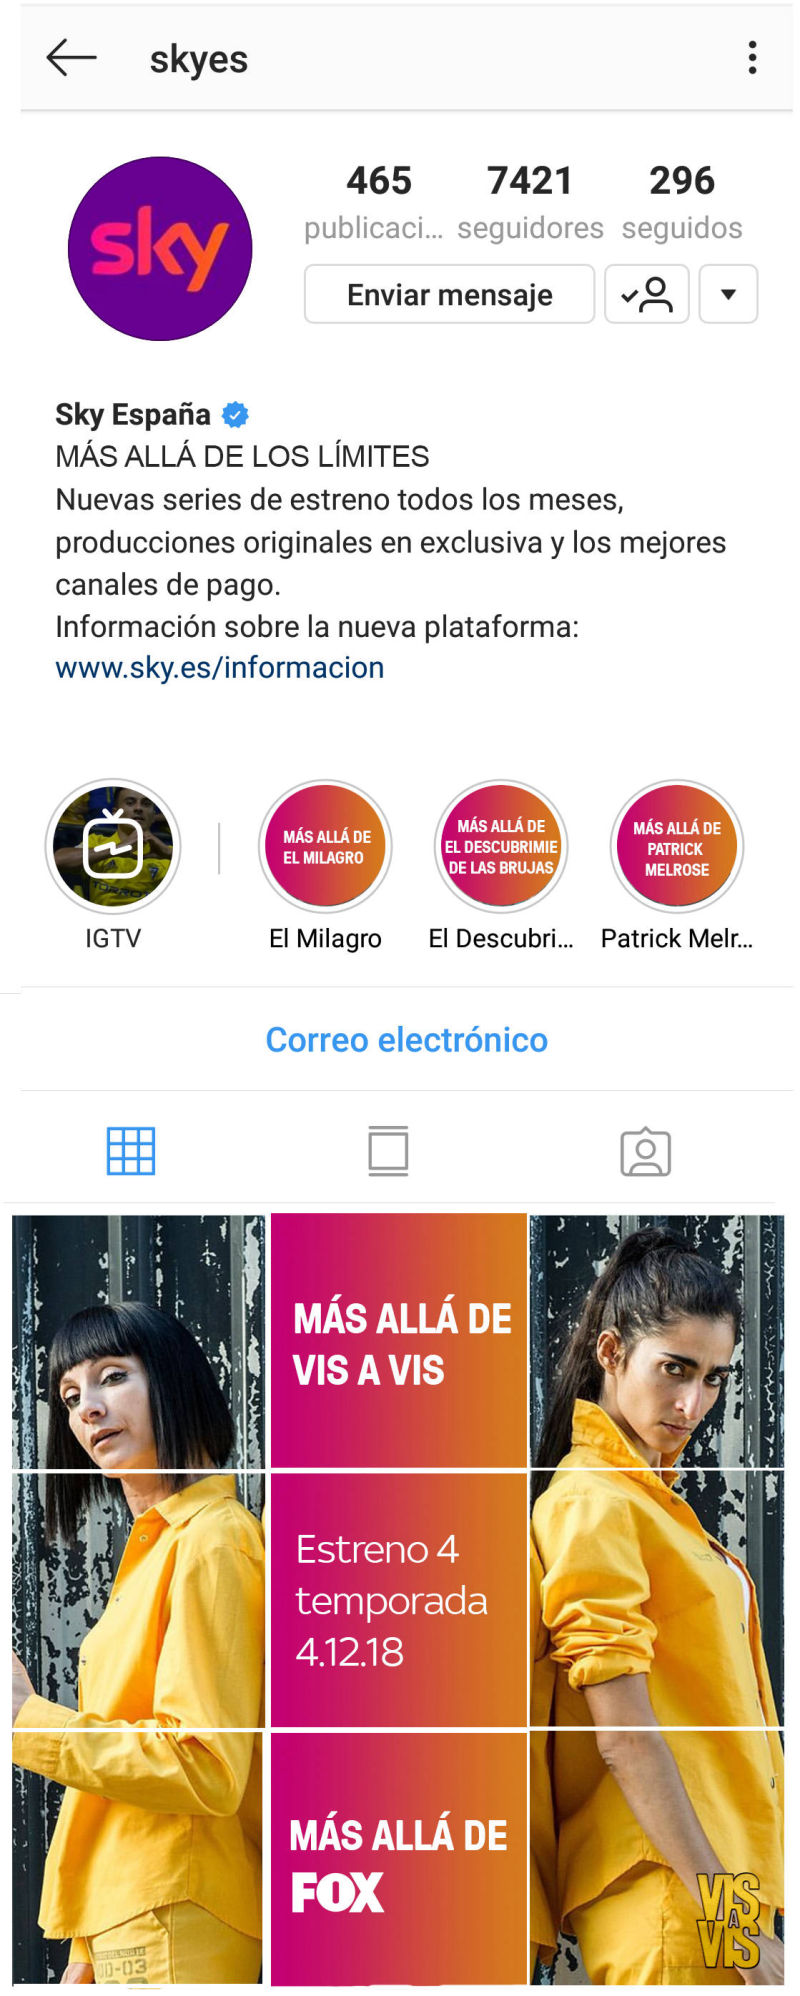 skyes
sky
465 7421 296
publicaci... seguidores seguidos
Enviar mensaje
Sky España
MÁS ALLÁ DE LOS LÍMITES
Nuevas series de estreno todos los meses,
producciones originales en exclusiva y los mejores
canales de pago.
Información sobre la nueva plataforma:
www.sky.es/informacion
MÁS ALLÁ DE
EL MILAGRO
MÁS ALLÁ DE
EL DESCUBRIMIE
DE LAS BRUJAS
MÁS ALLÁ DE
PATRICK
MELROSE
IGTV
El Milagro
El Descubri...
Patrick Melr...
Correo electrónico
MÁS ALLÁ DE
VIS A VIS
Estreno 4
temporada
4.12.18
MÁS ALLÁ DE
FOX
VIS
A
VIS